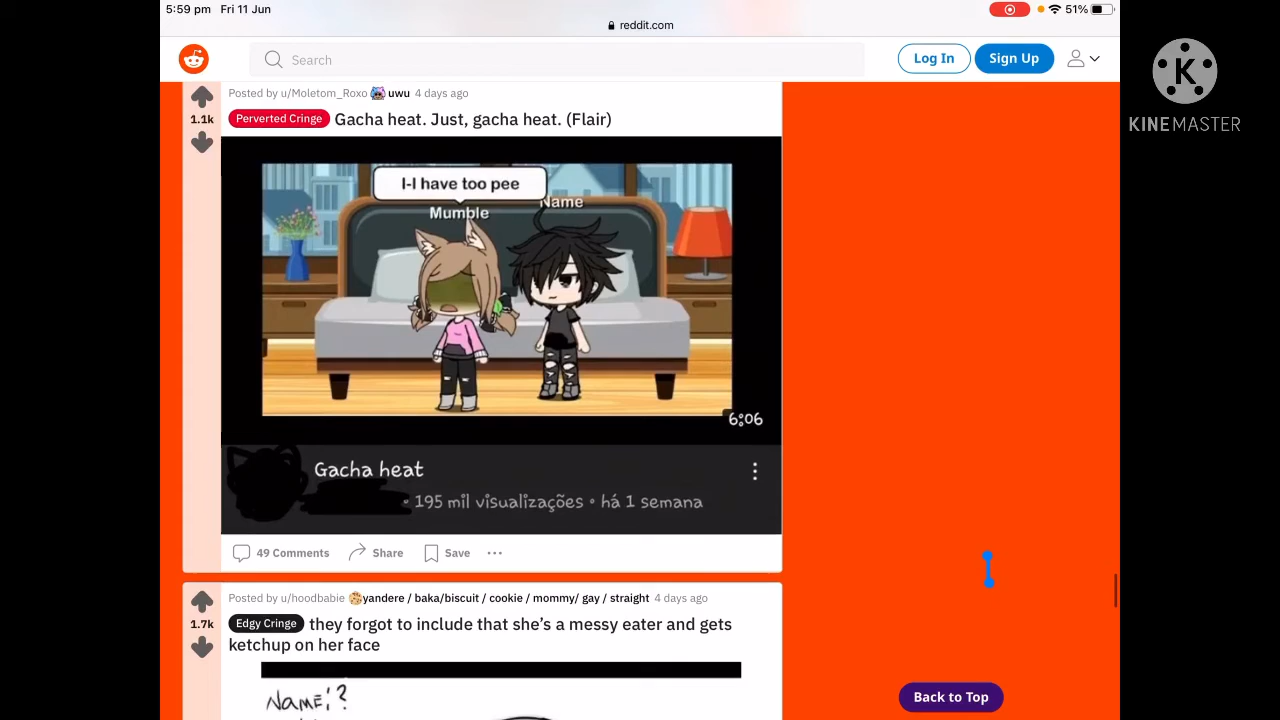 5:59 pm Fri 11 Jun
51%
reddit.com
Search
Log In
Sign Up
K
KINEMASTER
Posted by u/Moletom_Roxo uwu 4 days ago
1.1k
Perverted Cringe Gacha heat. Just, gacha heat. (Flair)
I-I have too pee
Name
Mumble
6:06
Gacha heat
• 195 mil visualizações • há 1 semana
49 Comments Share Save
Posted by u/hoodbabie yandere / baka/biscuit / cookie / mommy/ gay / straight 4 days ago
1.7k
Edgy Cringe they forgot to include that she’s a messy eater and gets
ketchup on her face
Name!?
Back to Top